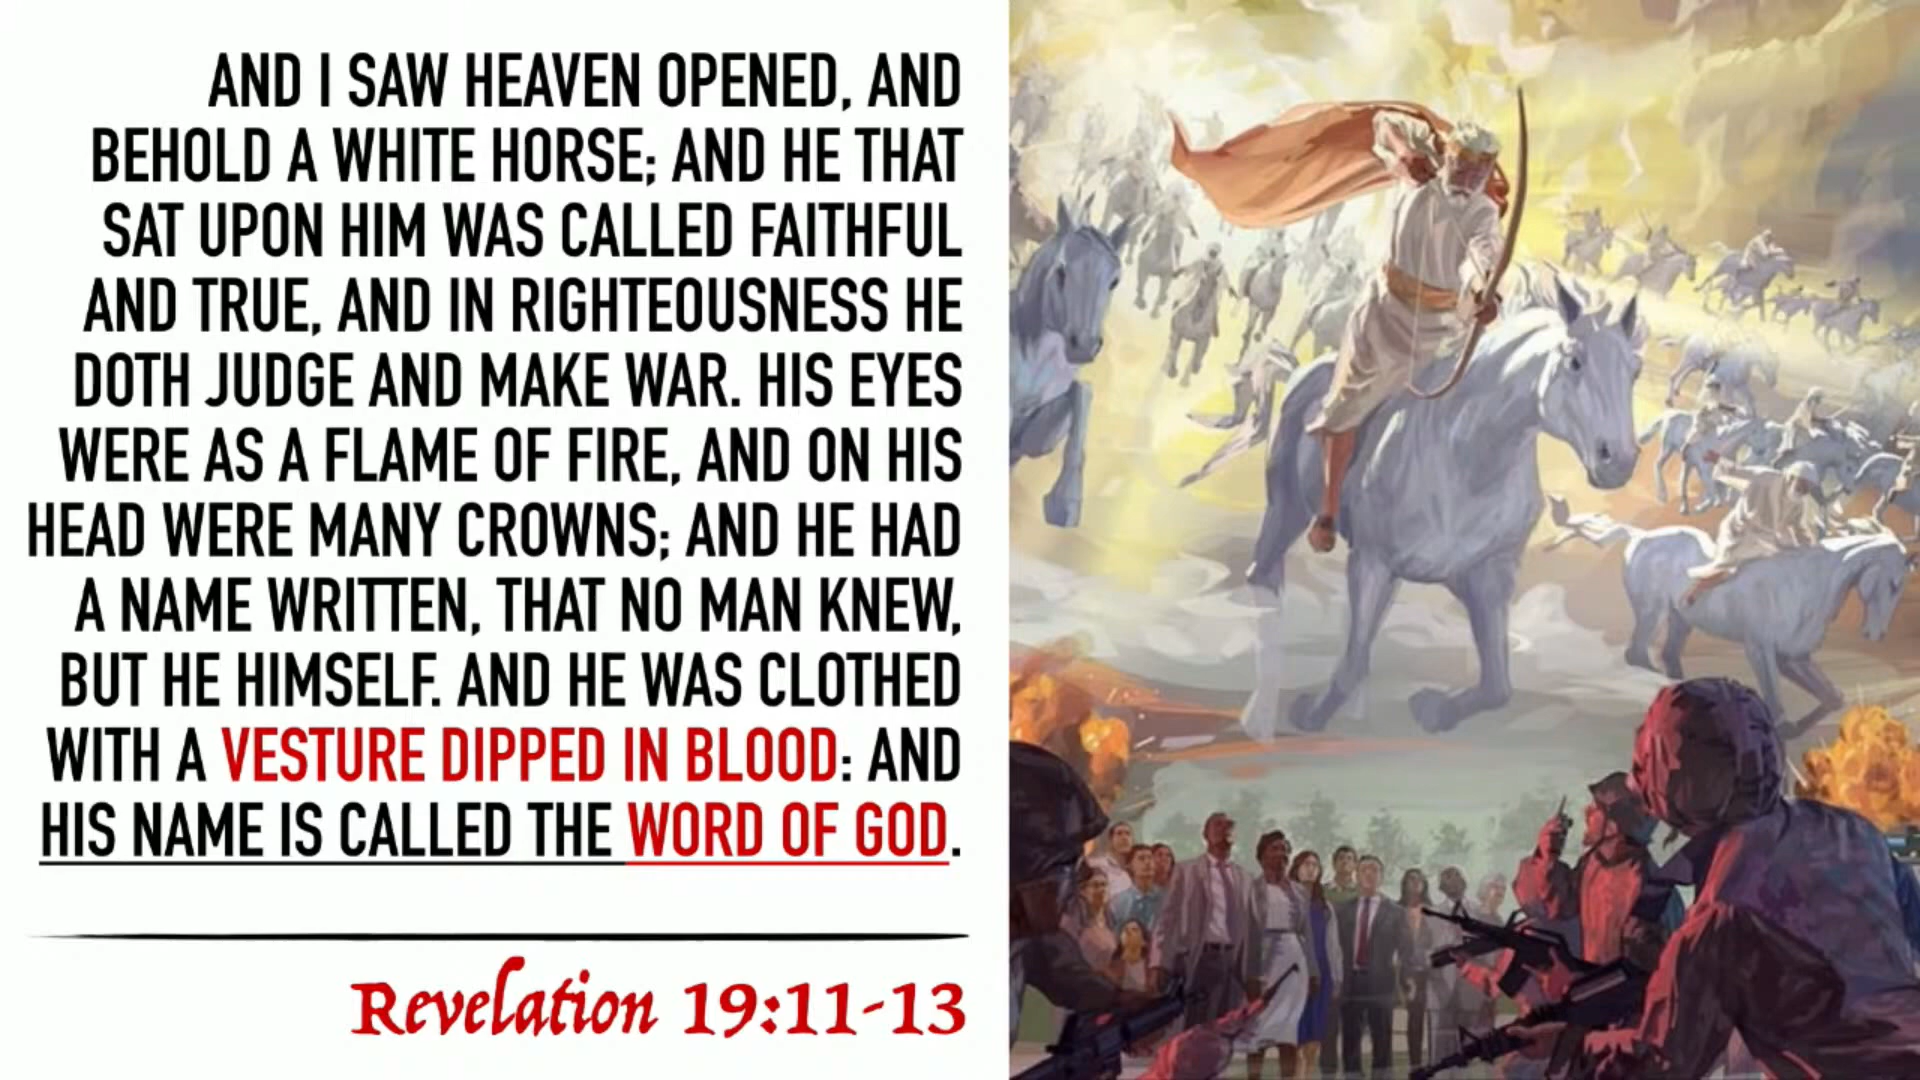 AND I SAW HEAVEN OPENED, AND
BEHOLD A WHITE HORSE; AND HE THAT
SAT UPON HIM WAS CALLED FAITHFUL
AND TRUE, AND IN RIGHTEOUSNESS HE
DOTH JUDGE AND MAKE WAR. HIS EYES
WERE AS A FLAME OF FIRE, AND ON HIS
HEAD WERE MANY CROWNS; AND HE HAD
A NAME WRITTEN, THAT NO MAN KNEW,
BUT HE HIMSELF. AND HE WAS CLOTHED
WITH A VESTURE DIPPED IN BLOOD: AND
HIS NAME IS CALLED THE WORD OF GOD.
Revelation 19:11-13